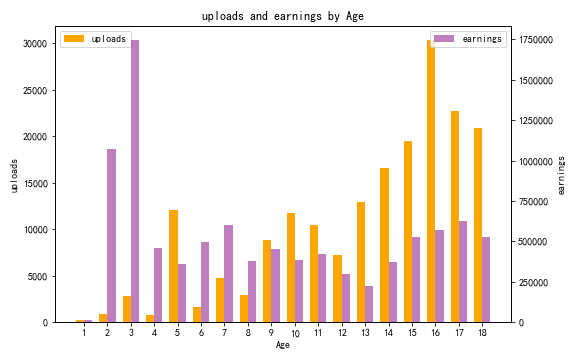 uploads and earnings by Age
uploads
earnings
30000
25000
20000
15000
10000
5000
0
uploads
1750000
1500000
1250000
1000000
750000
500000
250000
0
earnings
1 2 3 4 5 6 7 8 9 10 11 12 13 14 15 16 17 18
Age